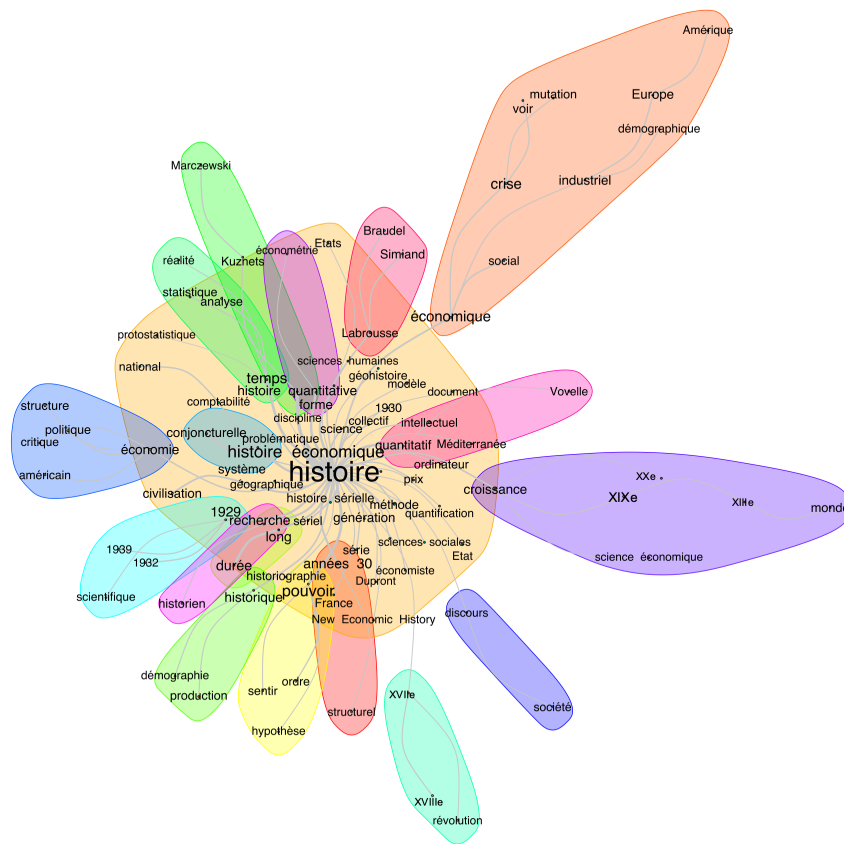 Amérique
mutation
Europe
voir
démographique
Marczewski
crise
industriel
Braudel
Etats
économétrie
Simiand
réalité
Kuzhets
social
statistique
analyse
économique
protostatistique
Labrousse
sciences humaines
national
géohistoire
temps
modèle
histoire quantitative
document
Vovelle
comptabilité
forme
structure
1930
discipline
collectif
intellectuel
politique
conjoncturelle
science
critique
problématique
quantitatif
Méditerranée
économie
histoire
économique
américain
système
histoire
ordinateur
XXe
géographique
prix
civilisation
croissance
XIXe
XIIIe
histoire sérielle
monde
1929
méthode
quantification
recherche
sériel
génération
long
sciences sociales
1939
série
Etat
science économique
1932
durée
années 30
historiographie
économiste
Dupront
scientifique
historique
pouvoir
historien
France
discours
New Economic History
démographie
ordre
production
sentir
XVIIe
structurel
société
hypothèse
XVIIIe
révolution